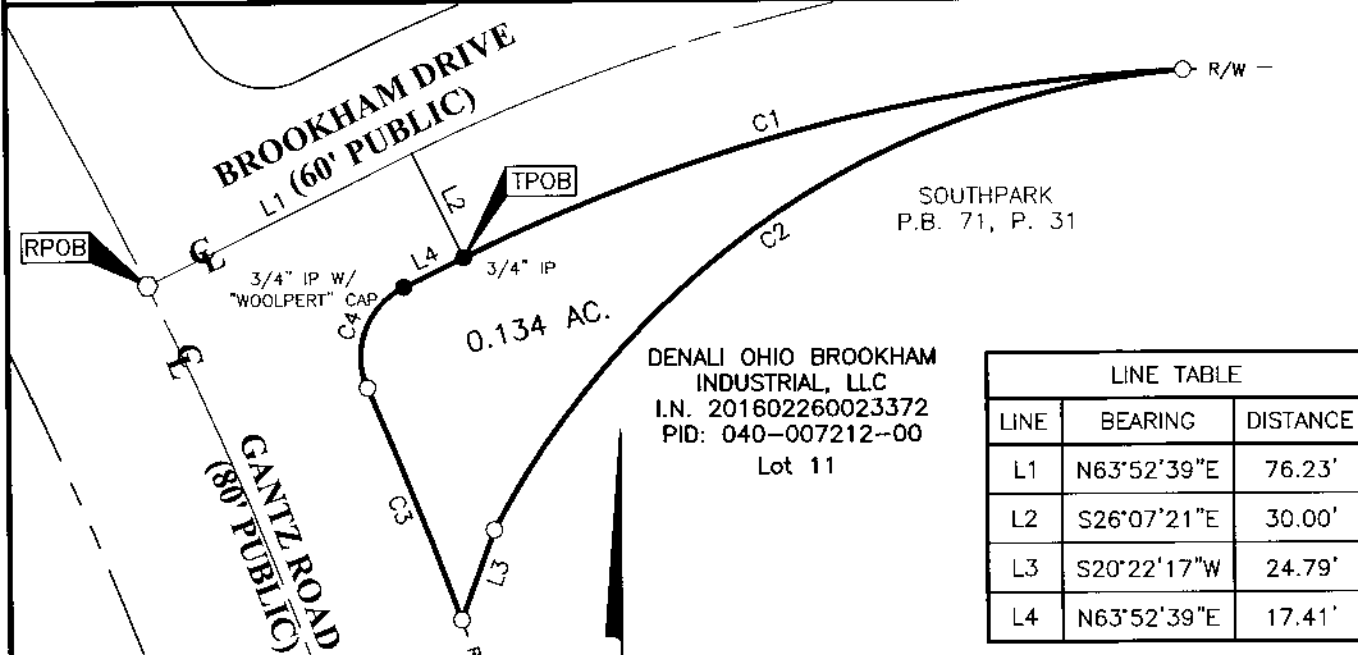 BROOKHAM DRIVE
(60' PUBLIC)
L1
R/W
C1
TPOB
L2
SOUTHPARK
P.B. 71, P. 31
C2
RPOB
CL
L4
3/4" IP
3/4" IP W/
"WOOLPERT" CAP
C4
0.134 AC.
CL
DENALI OHIO BROOKHAM
INDUSTRIAL, LLC
I.N. 201602260023372
PID: 040-007212-00
Lot 11
GANTZ ROAD
(80' PUBLIC)
C3
L3
LINE TABLE
LINE BEARING DISTANCE
L1 N63°52'39"E 76.23'
L2 S26°07'21"E 30.00'
L3 S20°22'17"W 24.79'
L4 N63°52'39"E 17.41'